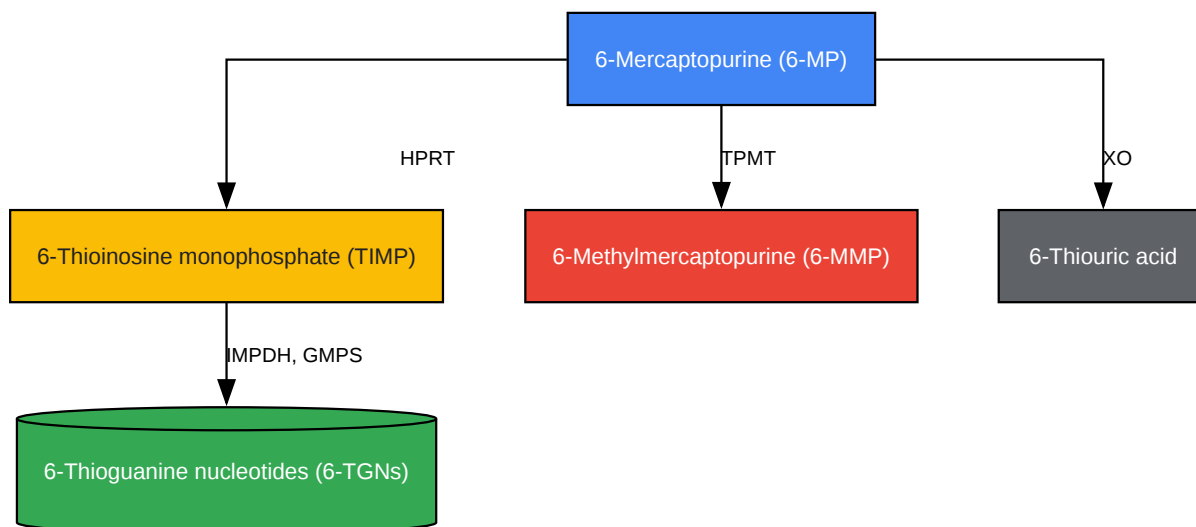 6-Mercaptopurine (6-MP)
HPRT
TPMT
XO
6-Thioinosine monophosphate (TIMP)
6-Methylmercaptopurine (6-MMP)
6-Thiouric acid
IMPDH, GMPS
6-Thioguanine nucleotides (6-TGNs)